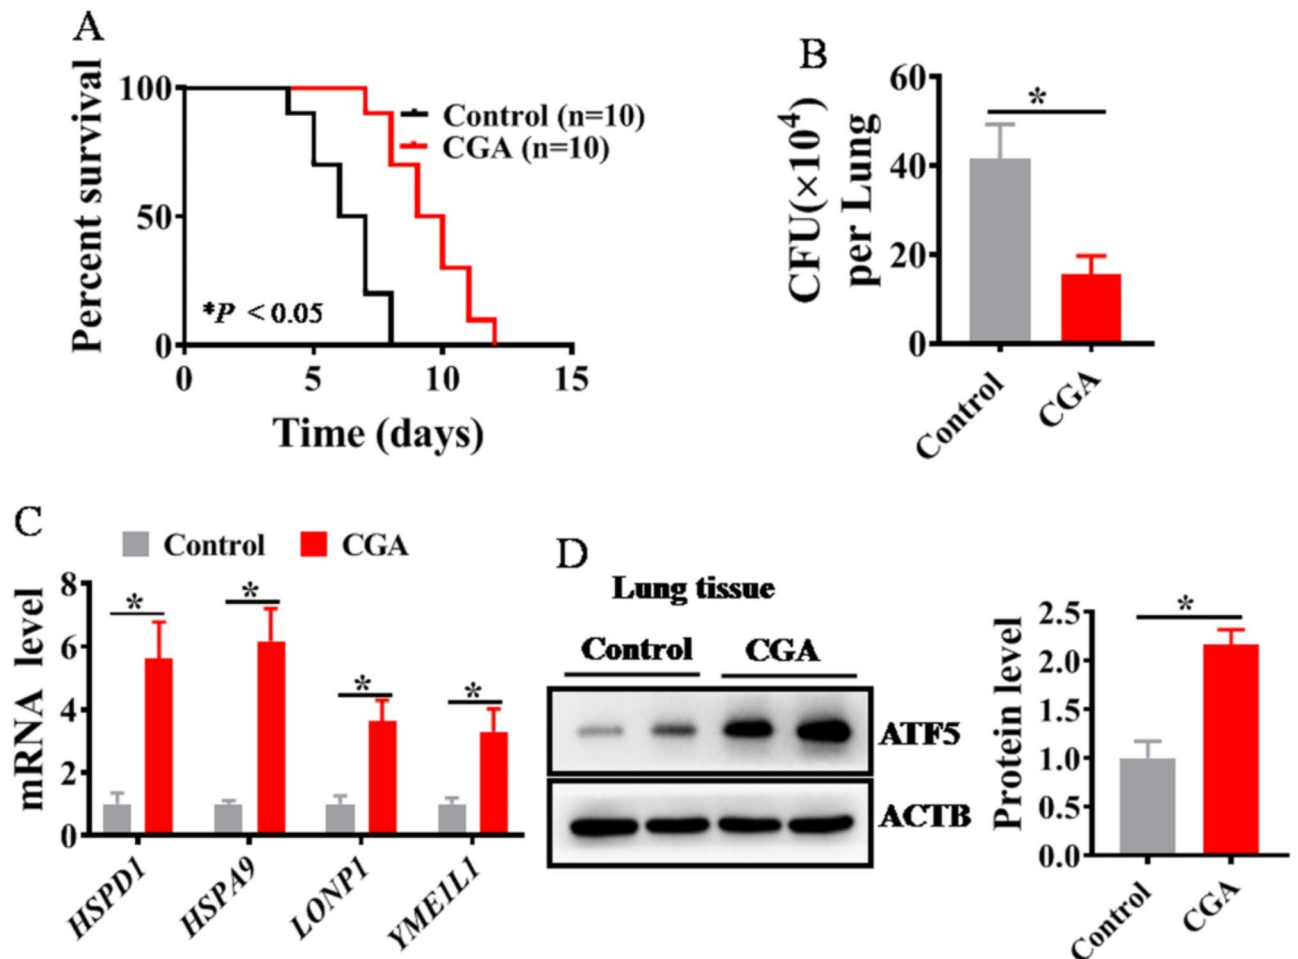 A
Percent survival
100
50
0
0 5 10 15
Time (days)
Control (n=10)
CGA (n=10)
*P < 0.05
B
CFU(×10⁴)
per Lung
60
40
20
0
*
Control
CGA
C
Control
CGA
mRNA level
8
6
4
2
0
* * * *
HSPD1
HSPA9
LONP1
YME1L1
D
Lung tissue
Control CGA
ATF5
ACTB
Protein level
2.5
2.0
1.5
1.0
0.5
0.0
*
Control
CGA